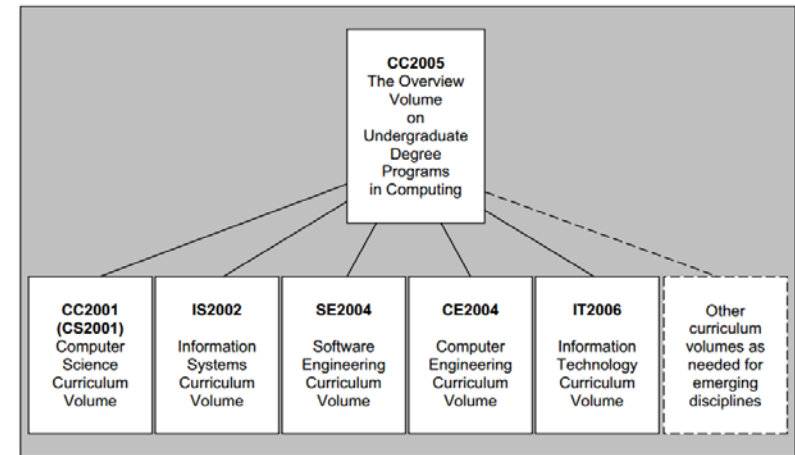 CC2005
The Overview
Volume
on
Undergraduate
Degree
Programs
in Computing
CC2001
(CS2001)
Computer
Science
Curriculum
Volume
IS2002
Information
Systems
Curriculum
Volume
SE2004
Software
Engineering
Curriculum
Volume
CE2004
Computer
Engineering
Curriculum
Volume
IT2006
Information
Technology
Curriculum
Volume
Other
curriculum
volumes as
needed for
emerging
disciplines